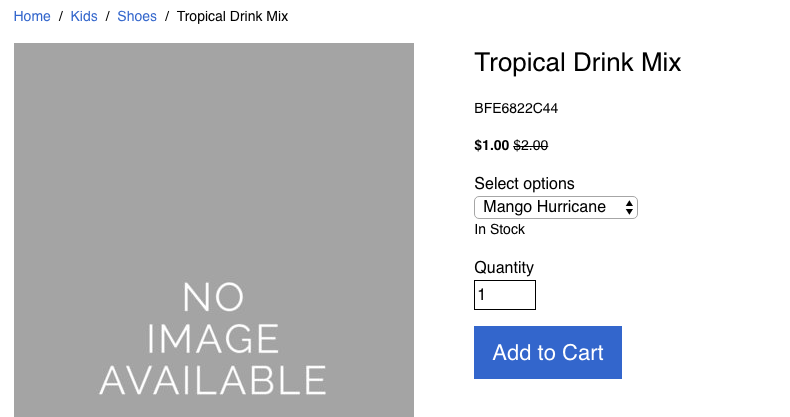 Home / Kids / Shoes / Tropical Drink Mix
Tropical Drink Mix
BFE6822C44
$1.00 $2.00
Select options
Mango Hurricane
In Stock
Quantity
1
Add to Cart
NO
IMAGE
AVAILABLE